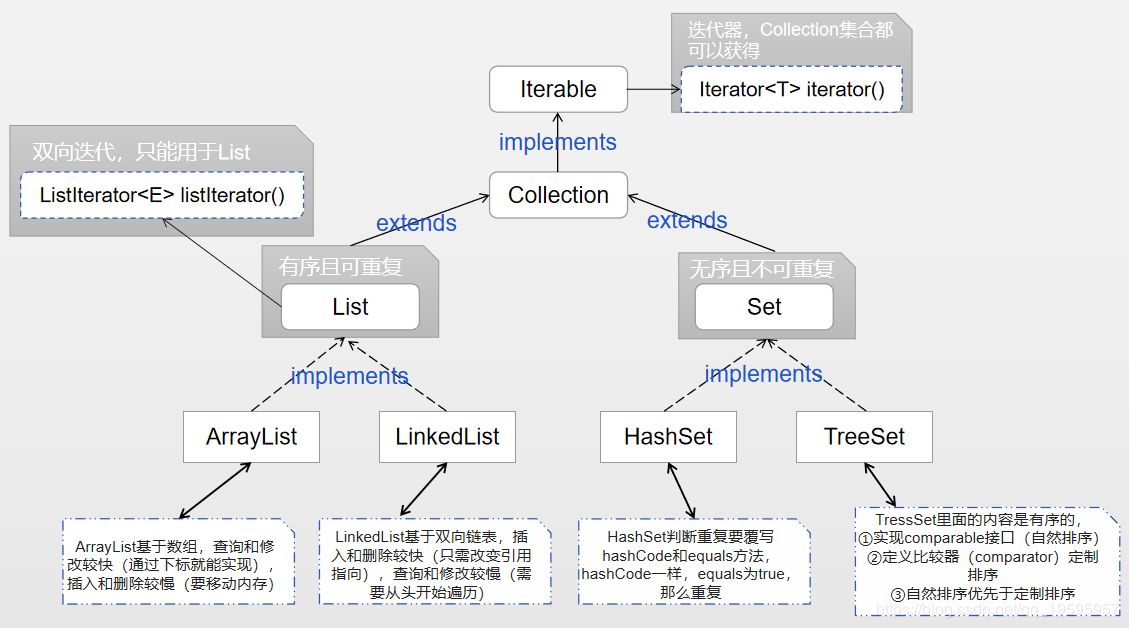 迭代器，Collection集合都
可以获得
Iterable
Iterator<T> iterator()
implements
双向迭代，只能用于List
ListIterator<E> listIterator()
Collection
extends
extends
有序且可重复
List
无序且不可重复
Set
implements
implements
ArrayList
LinkedList
HashSet
TreeSet
ArrayList基于数组，查询和修
改较快（通过下标就能实现），
插入和删除较慢（要移动内存）
LinkedList基于双向链表，插
入和删除较快（只需改变引用
指向），查询和修改较慢（需
要从头开始遍历）
HashSet判断重复要覆写
hashCode和equals方法，
hashCode一样，equals为true，
那么重复
TressSet里面的内容是有序的，
①实现comparable接口（自然排序）
②定义比较器（comparator）定制
排序
③自然排序优先于定制排序
https://blog.csdn.net/qq_19595957